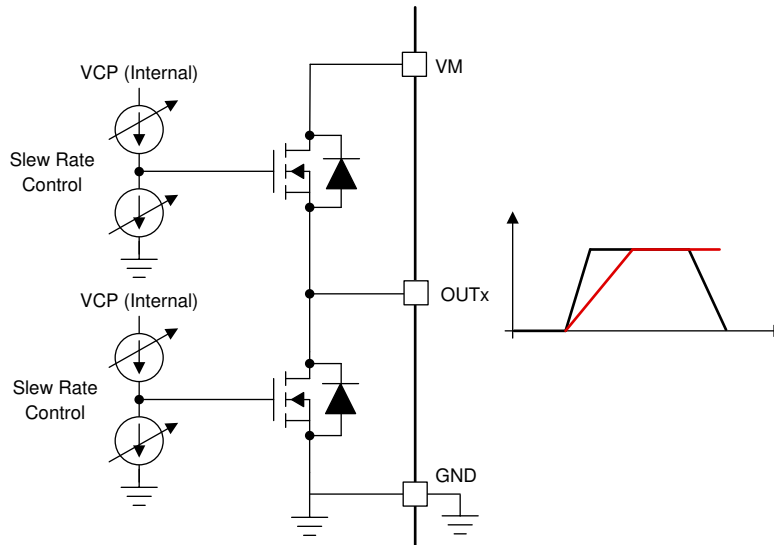 VM
VCP (Internal)
Slew Rate
Control
OUTx
VCP (Internal)
Slew Rate
Control
GND